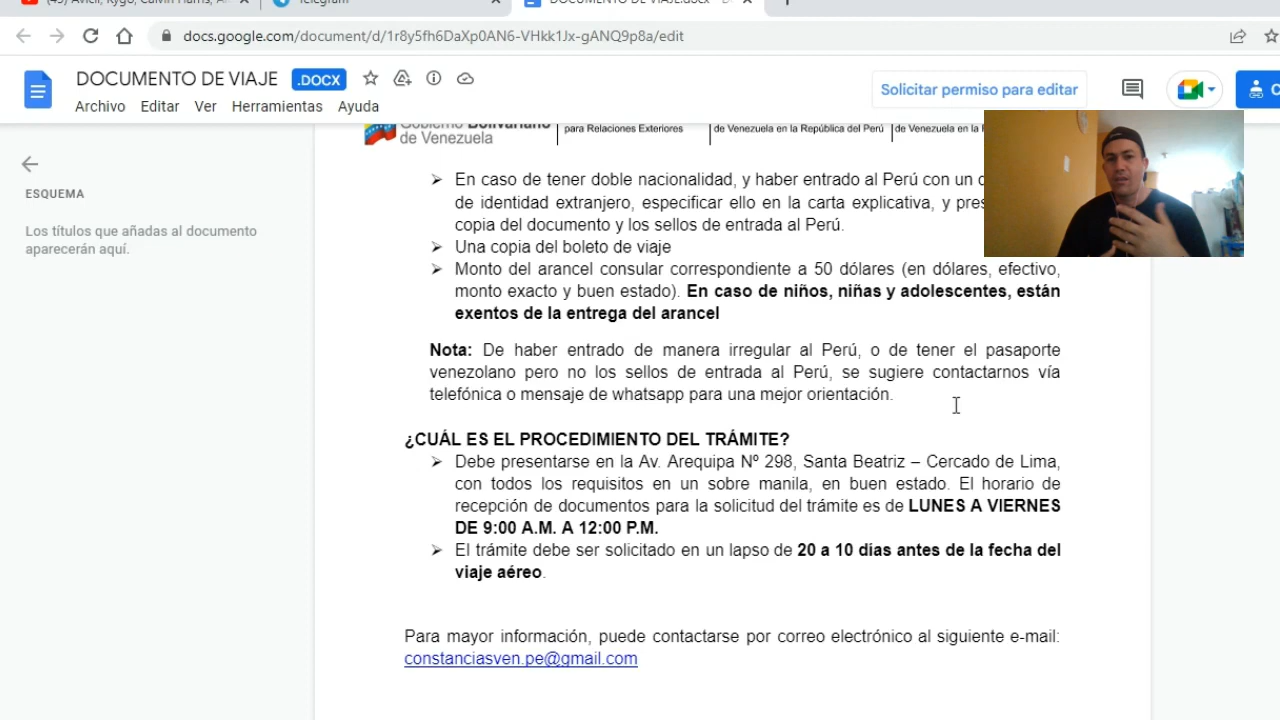 DOCUMENTO DE VIAJE .DOCX
docs.google.com/document/d/1r8y5fh6DaXp0AN6-VHkk1Jx-gANQ9p8a/edit
Solicitar permiso para editar
Archivo Editar Ver Herramientas Ayuda
de Venezuela
para Relaciones Exteriores
de Venezuela en la República del Perú
de Venezuela en la
ESQUEMA
Los títulos que añadas al documento
aparecerán aquí.
➢ En caso de tener doble nacionalidad, y haber entrado al Perú con un
de identidad extranjero, especificar ello en la carta explicativa, y
copia del documento y los sellos de entrada al Perú.
➢ Una copia del boleto de viaje
➢ Monto del arancel consular correspondiente a 50 dólares (en dólares, efectivo,
monto exacto y buen estado). En caso de niños, niñas y adolescentes, están
exentos de la entrega del arancel
Nota: De haber entrado de manera irregular al Perú, o de tener el pasaporte
venezolano pero no los sellos de entrada al Perú, se sugiere contactarnos vía
telefónica o mensaje de whatsapp para una mejor orientación.
¿CUÁL ES EL PROCEDIMIENTO DEL TRÁMITE?
➢ Debe presentarse en la Av. Arequipa Nº 298, Santa Beatriz – Cercado de Lima,
con todos los requisitos en un sobre manila, en buen estado. El horario de
recepción de documentos para la solicitud del trámite es de LUNES A VIERNES
DE 9:00 A.M. A 12:00 P.M.
➢ El trámite debe ser solicitado en un lapso de 20 a 10 días antes de la fecha del
viaje aéreo.
Para mayor información, puede contactarse por correo electrónico al siguiente e-mail:
constanciasven.pe@gmail.com